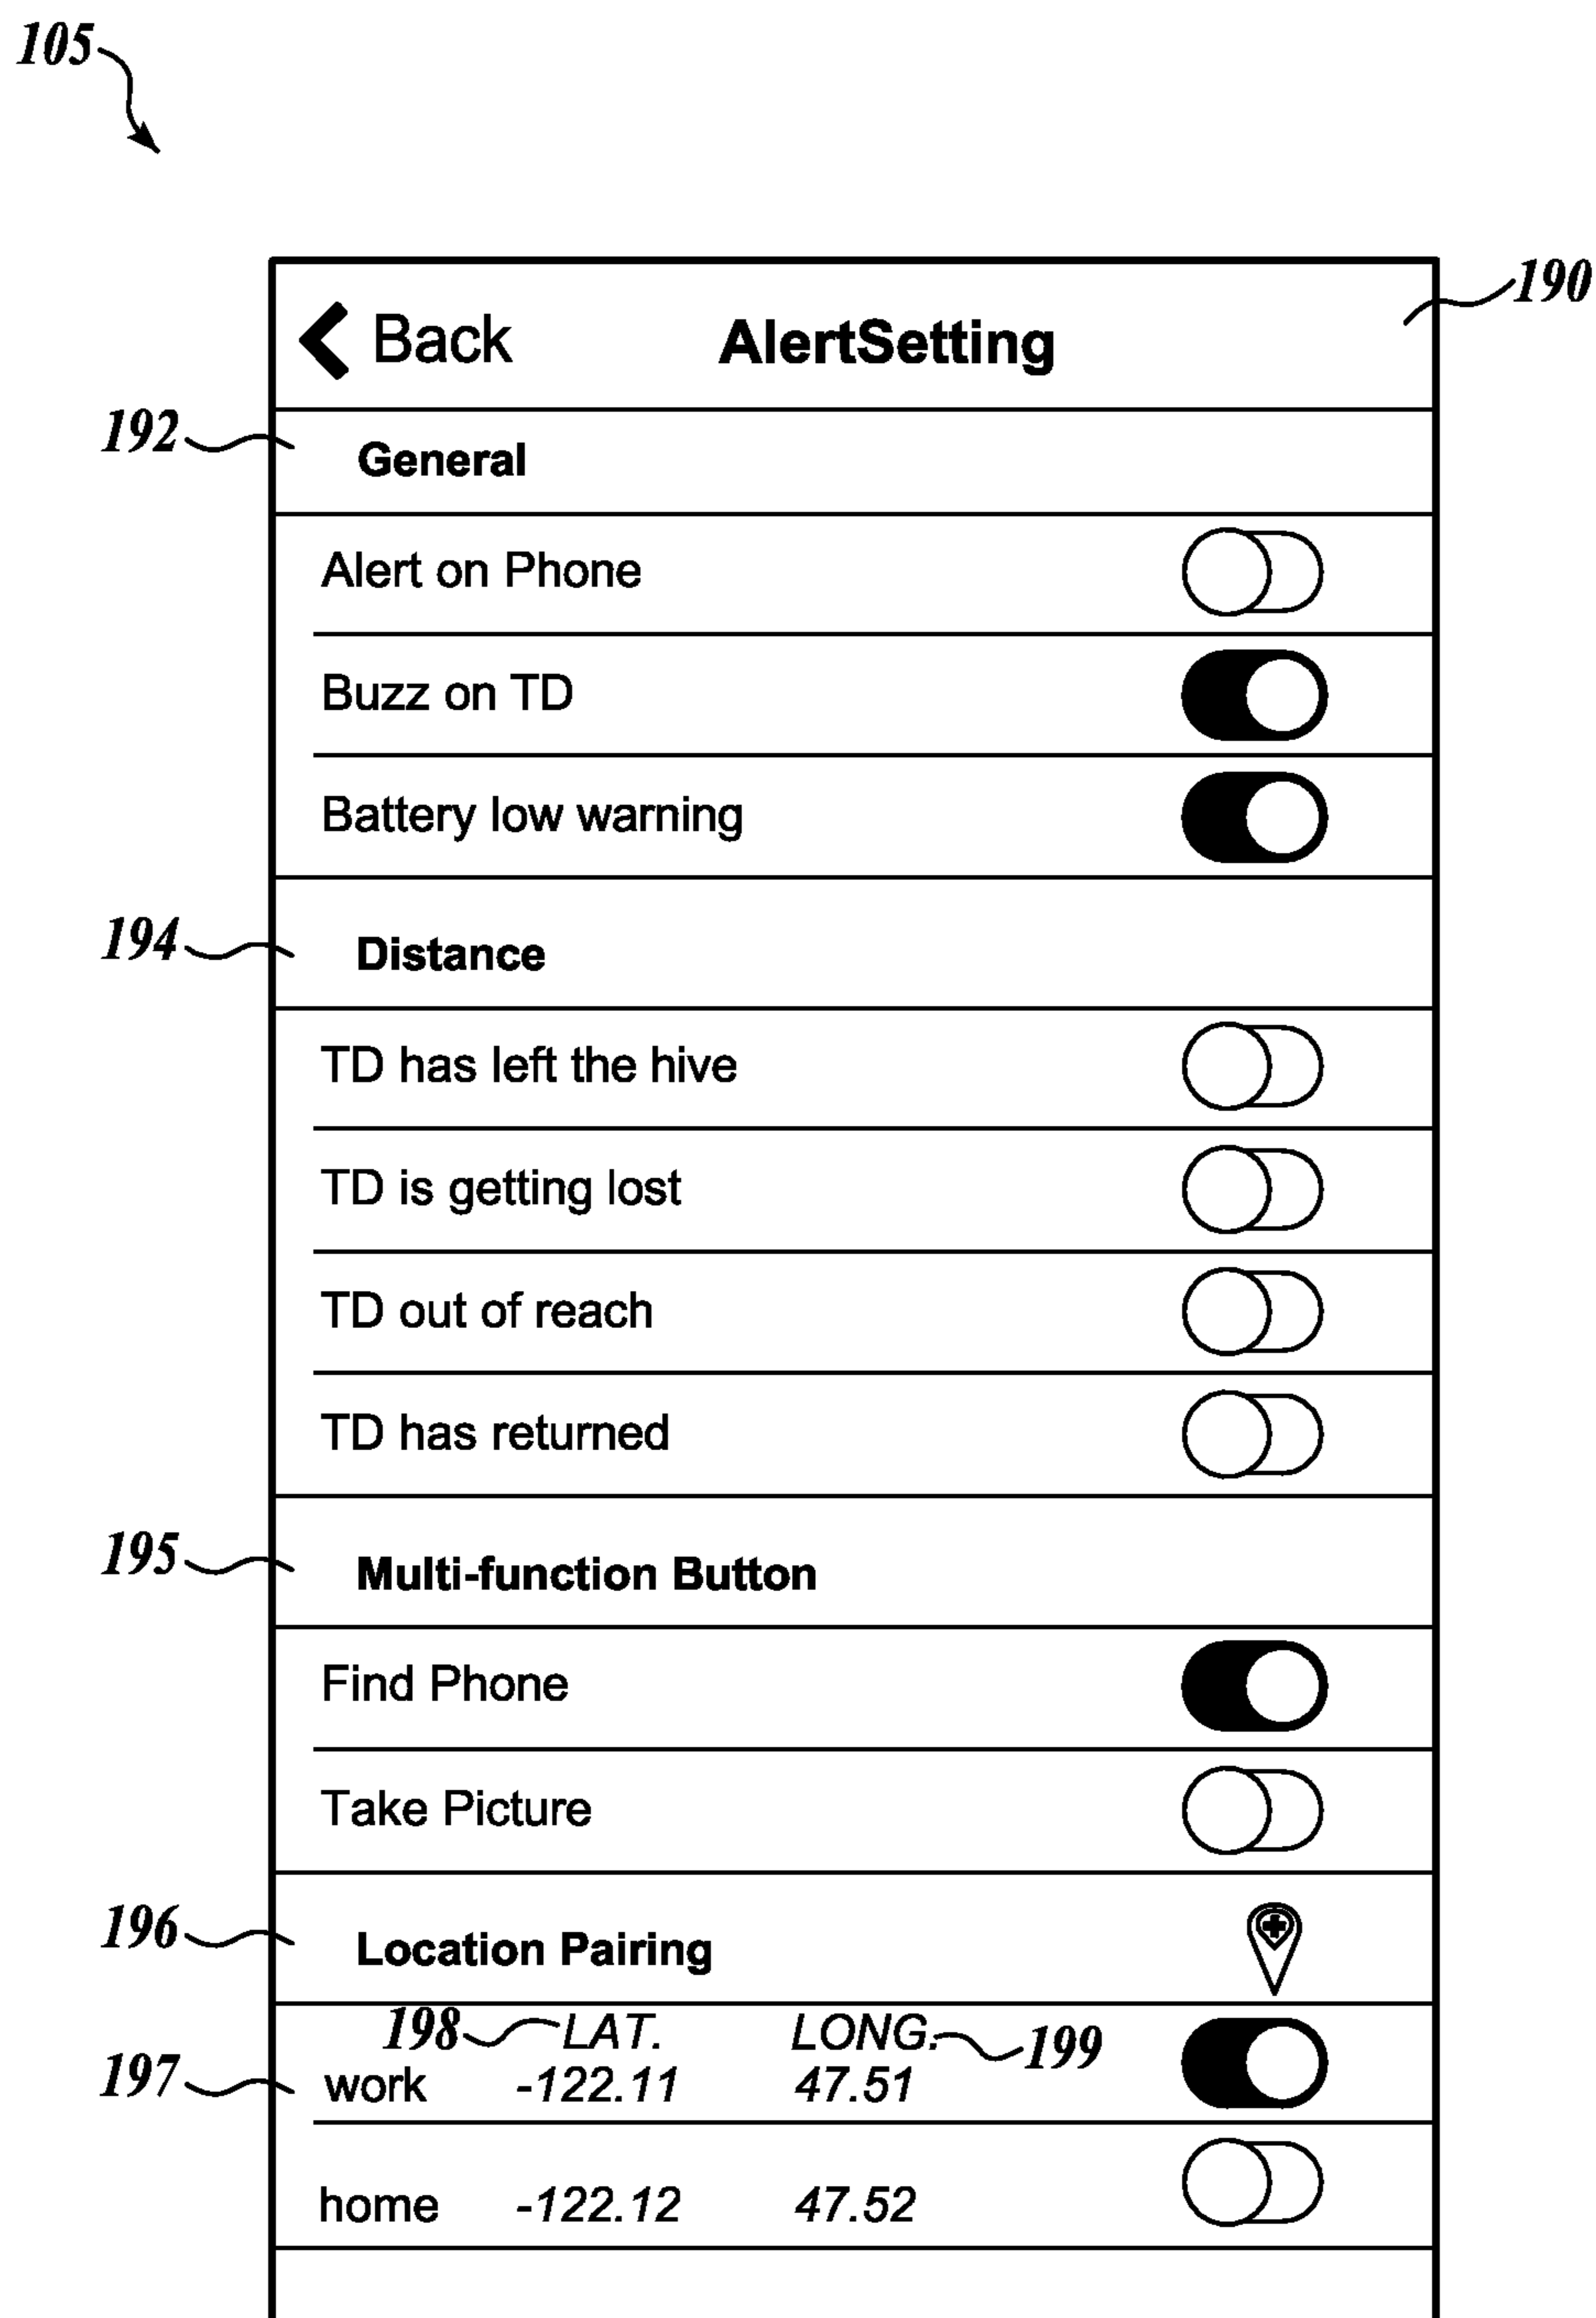 105
190
Back AlertSetting
192 General
Alert on Phone
Buzz on TD
Battery low warning
194 Distance
TD has left the hive
TD is getting lost
TD out of reach
TD has returned
195 Multi-function Button
Find Phone
Take Picture
196 Location Pairing
198 LAT. LONG. 199
197 work -122.11 47.51
home -122.12 47.52